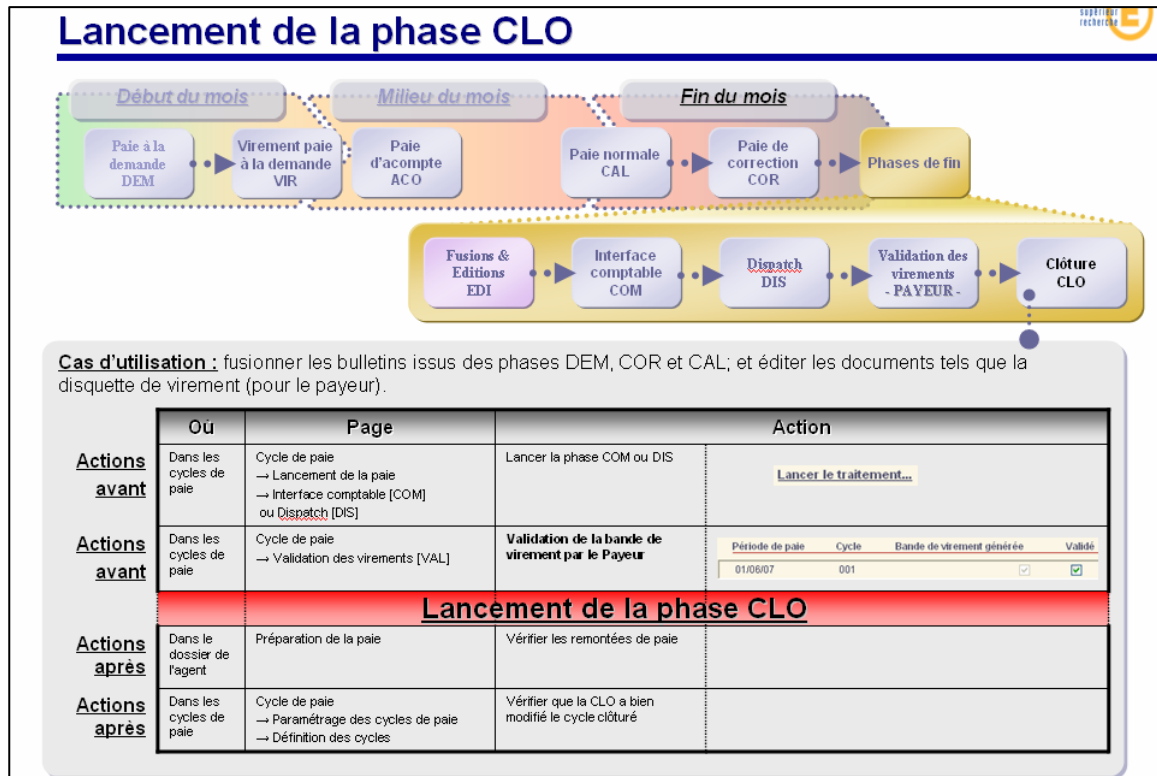 supérieur
recherche
E
Lancement de la phase CLO
Début du mois
Milieu du mois
Fin du mois
Paie à la
demande
DEM
Virement paie
à la demande
VIR
Paie
d'acompte
ACO
Paie normale
CAL
Paie de
correction
COR
Phases de fin
Fusions &
Editions
EDI
Interface
comptable
COM
Dispatch
DIS
Validation des
virements
- PAYEUR -
Clôture
CLO
Cas d'utilisation : fusionner les bulletins issus des phases DEM, COR et CAL; et éditer les documents tels que la
disquette de virement (pour le payeur).
Où
Page
Action
Actions
avant
Dans les
cycles de
paie
Cycle de paie
→ Lancement de la paie
→ Interface comptable [COM]
ou Dispatch [DIS]
Lancer la phase COM ou DIS
Lancer le traitement...
Actions
avant
Dans les
cycles de
paie
Cycle de paie
→ Validation des virements [VAL]
Validation de la bande de
virement par le Payeur
Période de paie Cycle Bande de virement générée Validé
01/06/07 001
Lancement de la phase CLO
Actions
après
Dans le
dossier de
l'agent
Préparation de la paie
Vérifier les remontées de paie
Actions
après
Dans les
cycles de
paie
Cycle de paie
→ Paramétrage des cycles de paie
→ Définition des cycles
Vérifier que la CLO a bien
modifié le cycle clôturé